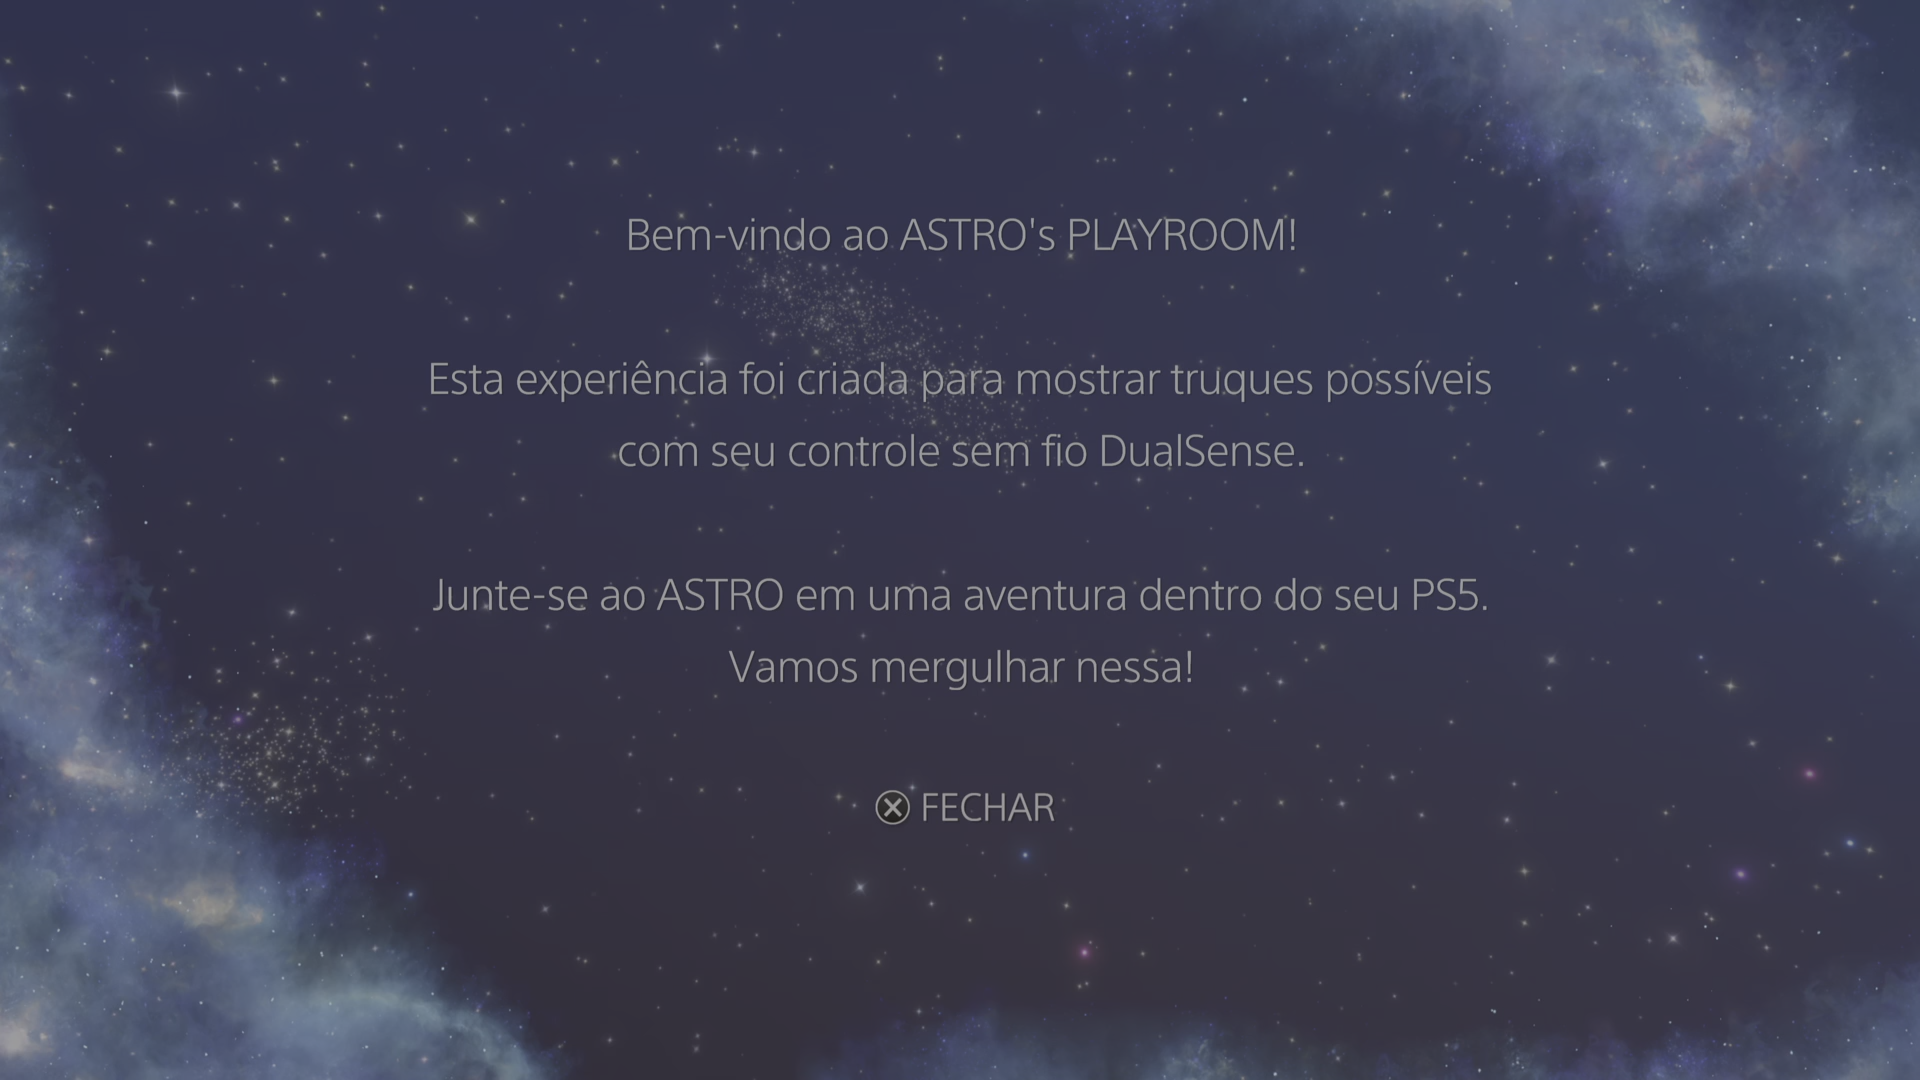 Bem-vindo ao ASTRO's PLAYROOM!
Esta experiência foi criada para mostrar truques possíveis
com seu controle sem fio DualSense.
Junte-se ao ASTRO em uma aventura dentro do seu PS5.
Vamos mergulhar nessa!
FECHAR